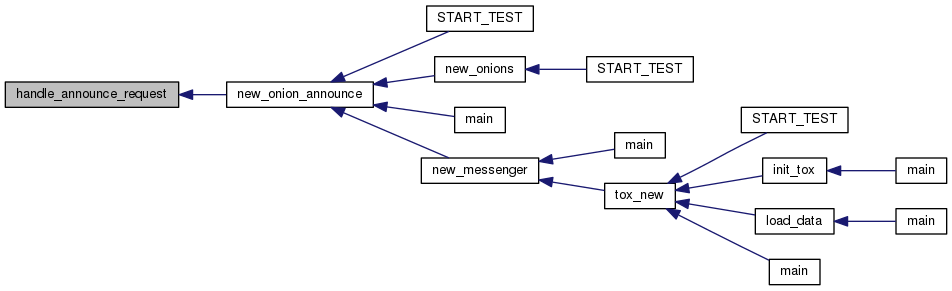 START_TEST
new_onions
START_TEST
handle_announce_request
new_onion_announce
main
START_TEST
main
new_messenger
init_tox
main
tox_new
load_data
main
main